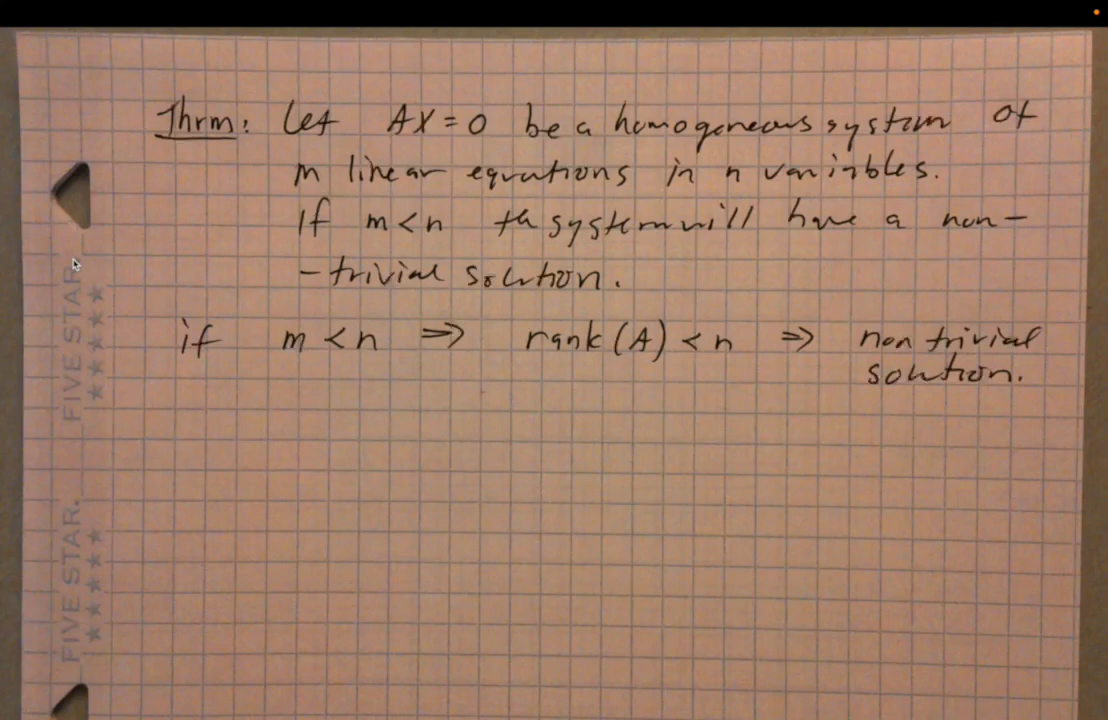 Thrm: Let AX = 0 be a homogeneous system of
m linear equations in n variables.
If m < n the system will have a non-
-trivial solution.
if m < n ⇒ rank (A) < n ⇒ non trivial
solution.
FIVE STAR.
FIVE STAR.